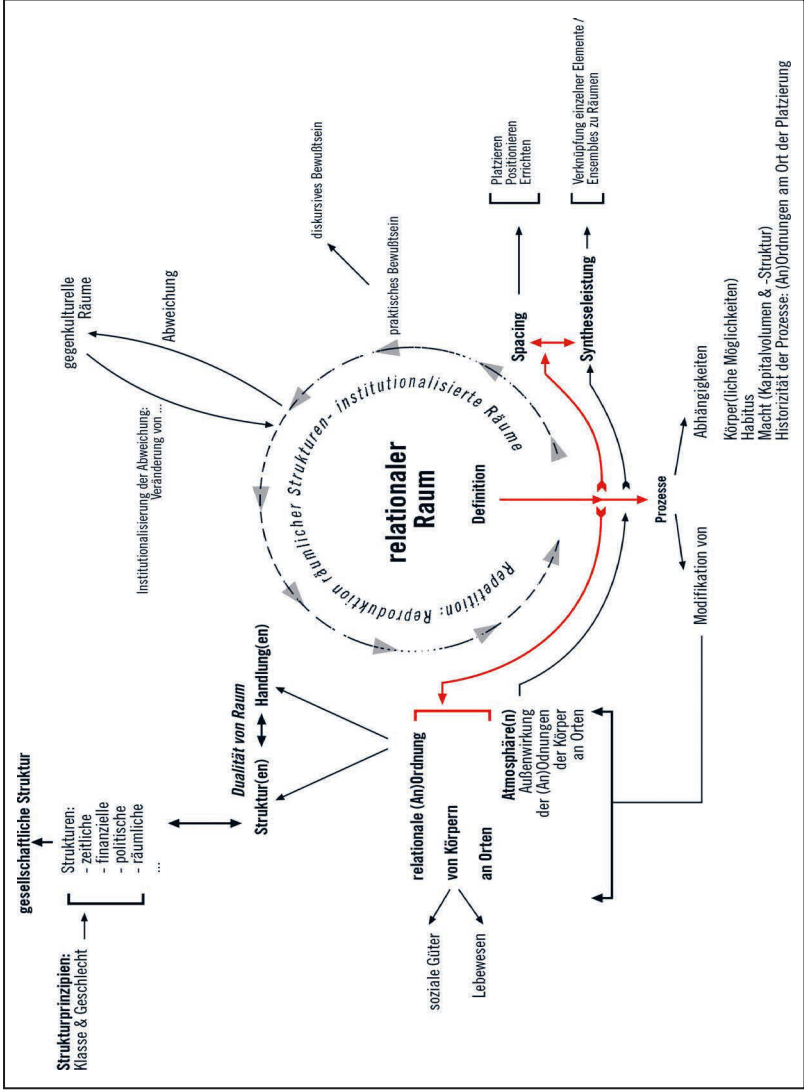 gesellschaftliche Struktur
Strukturprinzipien:
Klasse & Geschlecht
Strukturen:
- zeitliche
- finanzielle
- politische
- räumliche
...
Dualität von Raum
Struktur(en)
Handlung(en)
relationale (An)Ordnung
von Körpern
an Orten
soziale Güter
Lebewesen
Atmosphäre(n)
Außenwirkung
der (An)Odnungen
der Körper
an Orten
Institutionalisierung der Abweichung:
Veränderung von ...
gegenkulturelle
Räume
Abweichung
Repetition: Reproduktion räumlicher Strukturen- institutionalisierte Räume
relationaler
Raum
Definition
diskursives Bewußtsein
praktisches Bewußtsein
Spacing
Platzieren
Positionieren
Errichten
Syntheseleistung
Verknüpfung einzelner Elemente /
Ensembles zu Räumen
Prozesse
Modifikation von
Abhängigkeiten
Körper(liche Möglichkeiten)
Habitus
Macht (Kapitalvolumen & -Struktur)
Historizität der Prozesse: (An)Ordnungen am Ort der Platzierung